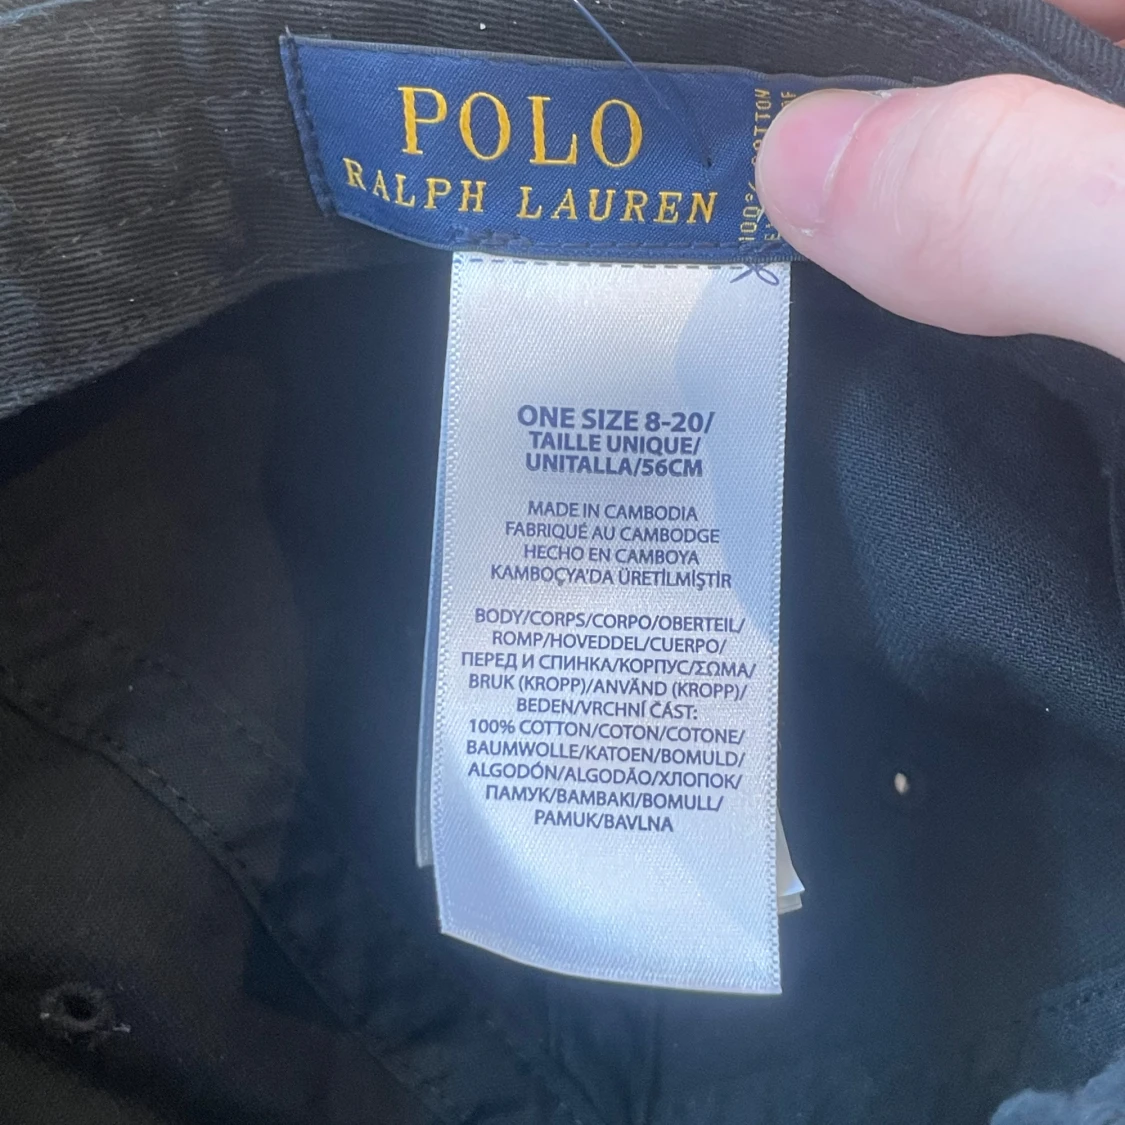 POLO
RALPH LAUREN
100% COTTON
ONE SIZE 8-20/
TAILLE UNIQUE/
UNITALLA/56CM
MADE IN CAMBODIA
FABRIQUÉ AU CAMBODGE
HECHO EN CAMBOYA
KAMBOÇYA'DA ÜRETİLMİŞTİR
BODY/CORPS/CORPO/OBERTEIL/
ROMP/HOVEDDEL/CUERPO/
ПЕРЕД И СПИНКА/КОРПУС/ΣΩΜΑ/
BRUK (KROPP)/ANVÄND (KROPP)/
BEDEN/VRCHNÍ ČÁST:
100% COTTON/COTON/COTONE/
BAUMWOLLE/KATOEN/BOMULD/
ALGODÓN/ALGODÃO/ХЛОПОК/
ПАМУК/BAMBAKI/BOMULL/
PAMUK/BAVLNA